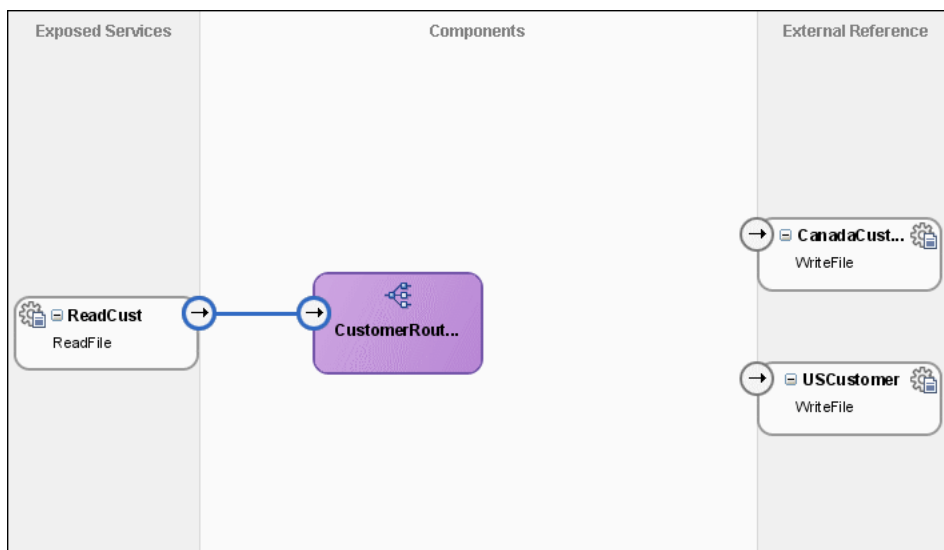 Exposed Services
Components
External Reference
CanadaCust...
WriteFile
ReadCust
ReadFile
CustomerRout...
USCustomer
WriteFile